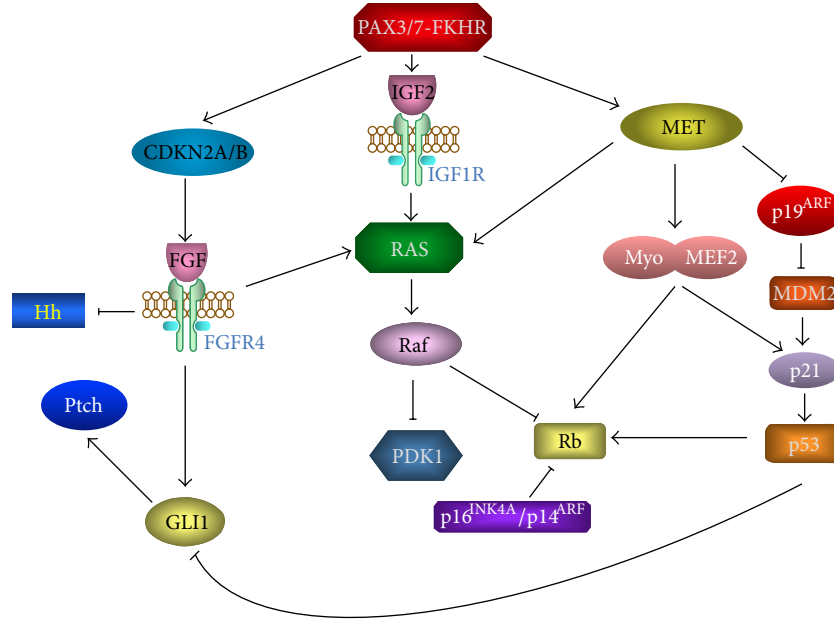 PAX3/7-FKHR
IGF2
MET
CDKN2A/B
IGF1R
p19ARF
RAS
Myo
MEF2
FGF
MDM2
Hh
FGFR4
Raf
p21
Ptch
Rb
p53
PDK1
p16INK4A/p14ARF
GLI1